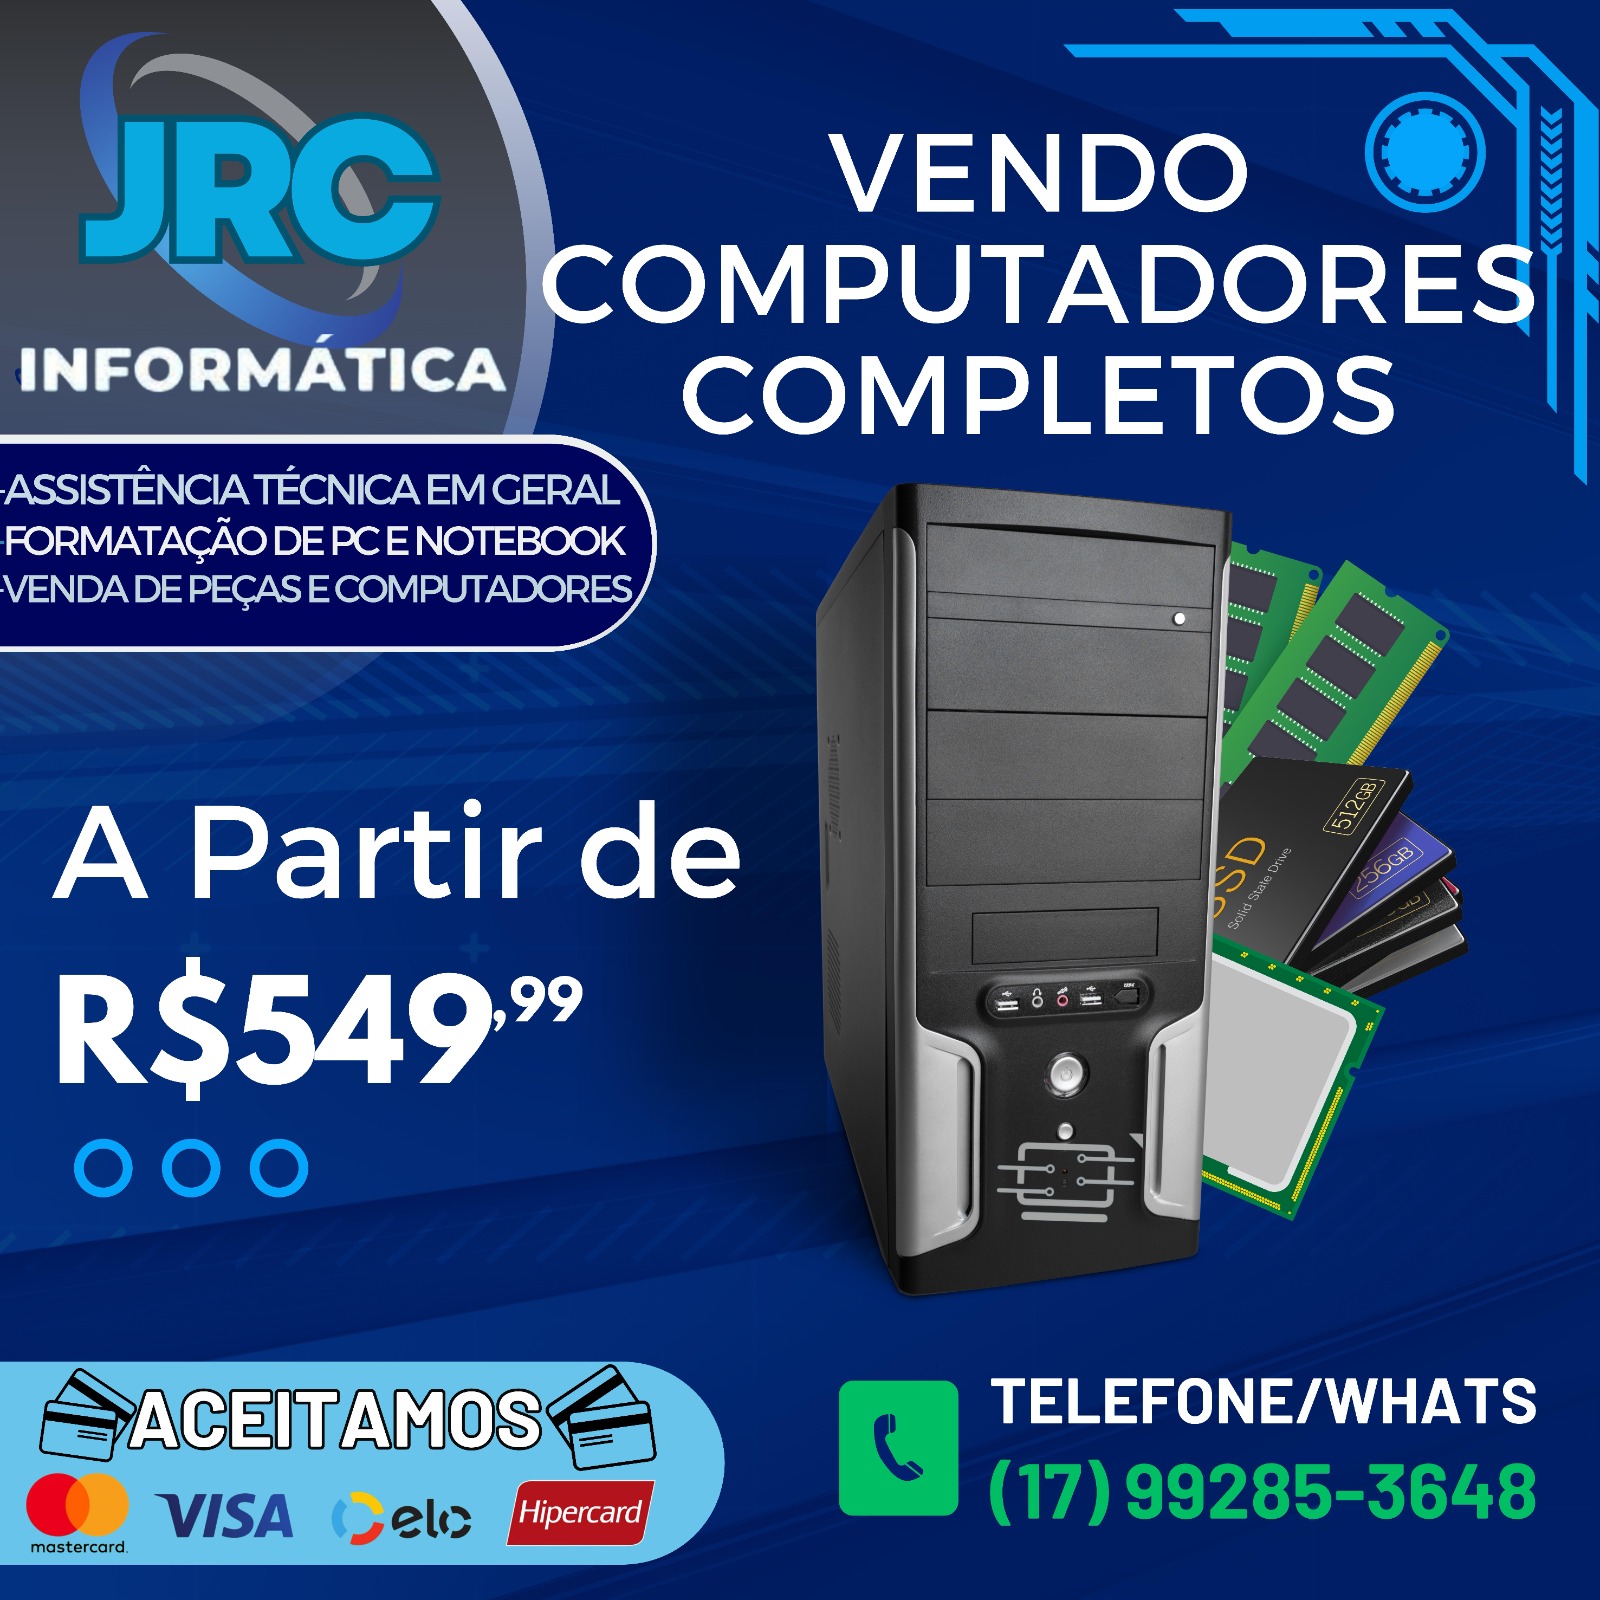 JRC
INFORMÁTICA
VENDO
COMPUTADORES
COMPLETOS
-ASSISTÊNCIA TÉCNICA EM GERAL
-FORMATAÇÃO DE PC E NOTEBOOK
-VENDA DE PEÇAS E COMPUTADORES
A Partir de
R$549,99
512GB
SSD
Solid State Drive
256GB
ACEITAMOS
mastercard.
VISA
elo
Hipercard
TELEFONE/WHATS
(17) 99285-3648